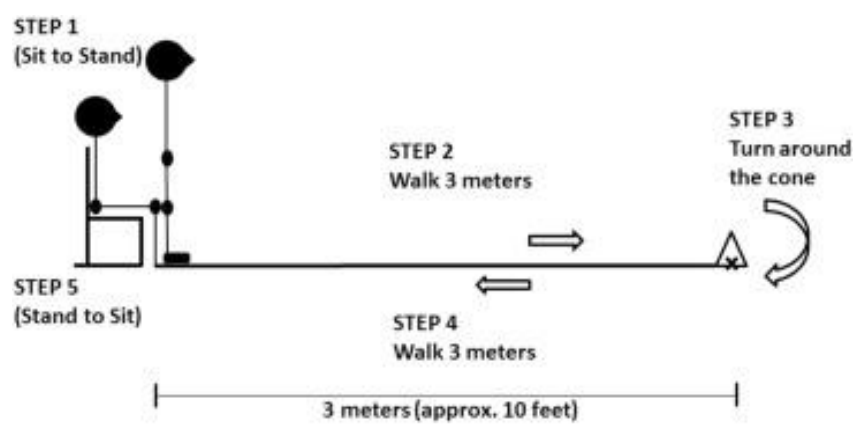 STEP 1
(Sit to Stand)
STEP 2
Walk 3 meters
STEP 3
Turn around
the cone
STEP 5
(Stand to Sit)
STEP 4
Walk 3 meters
3 meters (approx. 10 feet)